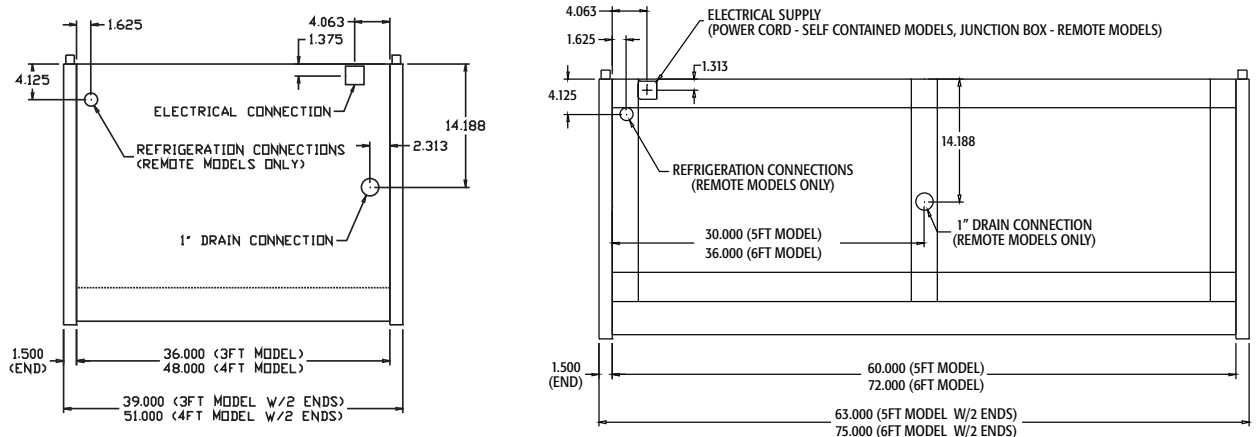 1.625
4.063
1.375
4.125
ELECTRICAL CONNECTION
14.188
REFRIGERATION CONNECTIONS
(REMOTE MODELS ONLY)
2.313
1" DRAIN CONNECTION
1.500
(END)
36.000 (3FT MODEL)
48.000 (4FT MODEL)
39.000 (3FT MODEL W/2 ENDS)
51.000 (4FT MODEL W/2 ENDS)
4.063
ELECTRICAL SUPPLY
(POWER CORD - SELF CONTAINED MODELS, JUNCTION BOX - REMOTE MODELS)
1.625
1.313
4.125
14.188
REFRIGERATION CONNECTIONS
(REMOTE MODELS ONLY)
1" DRAIN CONNECTION
(REMOTE MODELS ONLY)
30.000 (5FT MODEL)
36.000 (6FT MODEL)
1.500
(END)
60.000 (5FT MODEL)
72.000 (6FT MODEL)
63.000 (5FT MODEL W/2 ENDS)
75.000 (6FT MODEL W/2 ENDS)